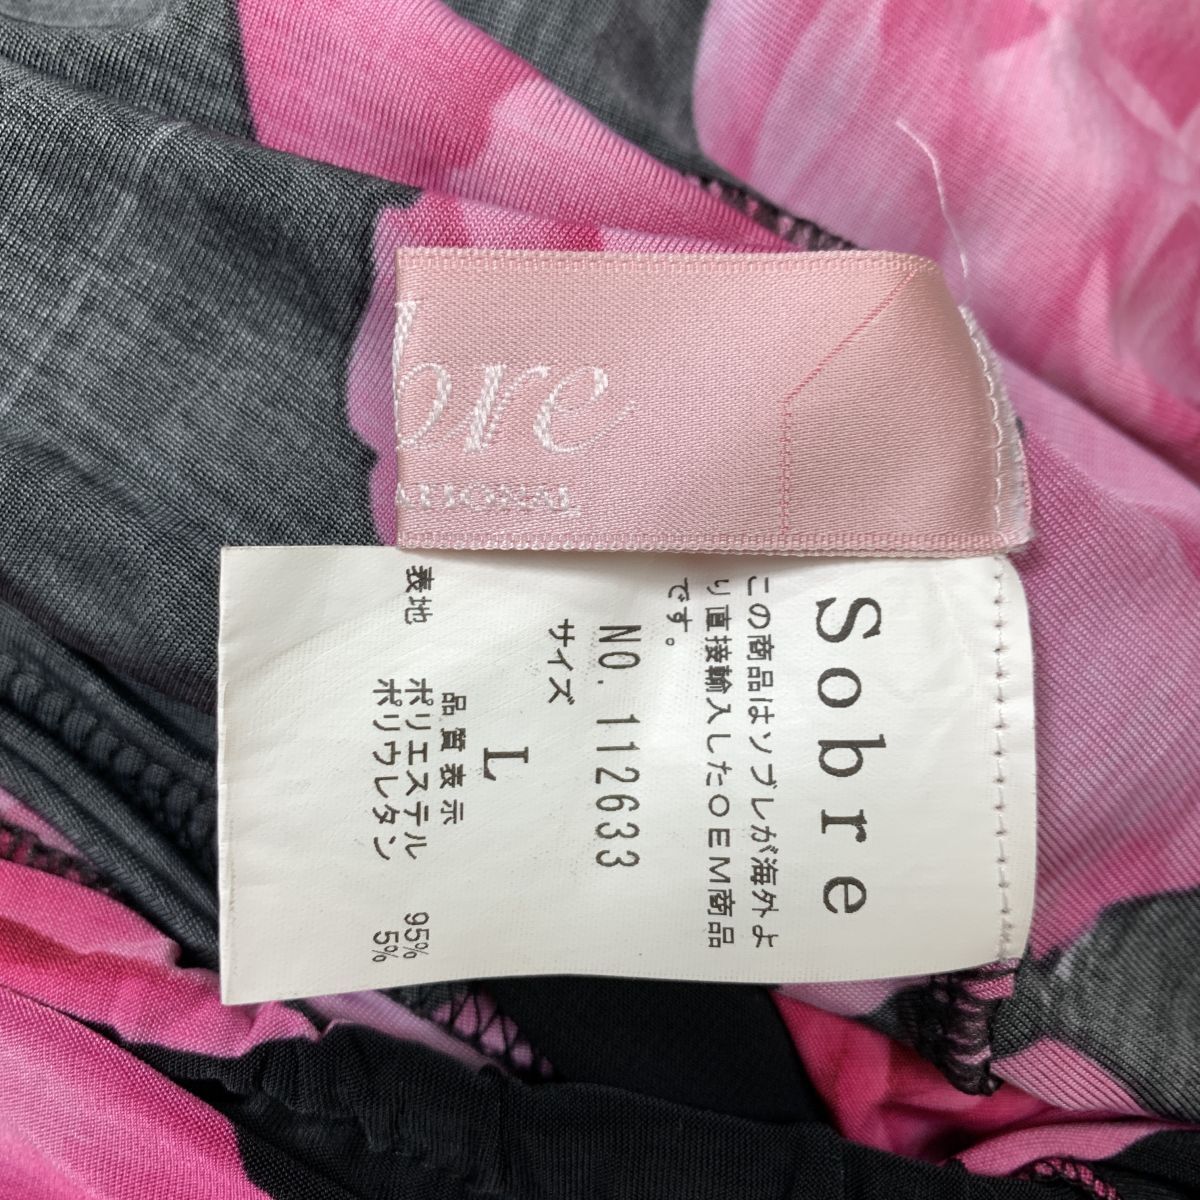 bre
ATIONAL
Sobre
この商品はソブレが海外よ
り直接輸入したOEM商品
です。
NO. 112633
サイズ
L
品質表示
表地 ポリエステル 95%
ポリウレタン 5%